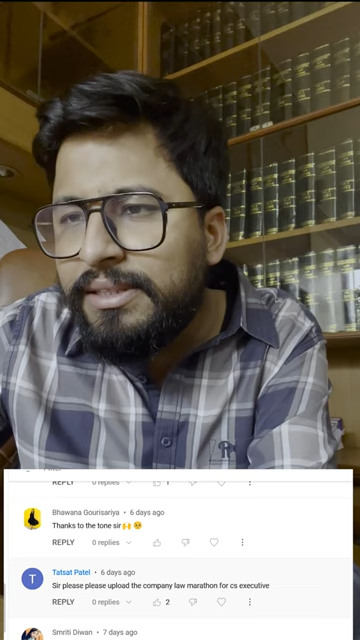 REPLY 0 replies 1
Bhawana Gourisariya • 6 days ago
Thanks to the tone sir🙌 🥺
REPLY 0 replies
T
Tatsat Patel • 6 days ago
Sir please please upload the company law marathon for cs executive
REPLY 0 replies 2
Smriti Diwan • 7 days ago